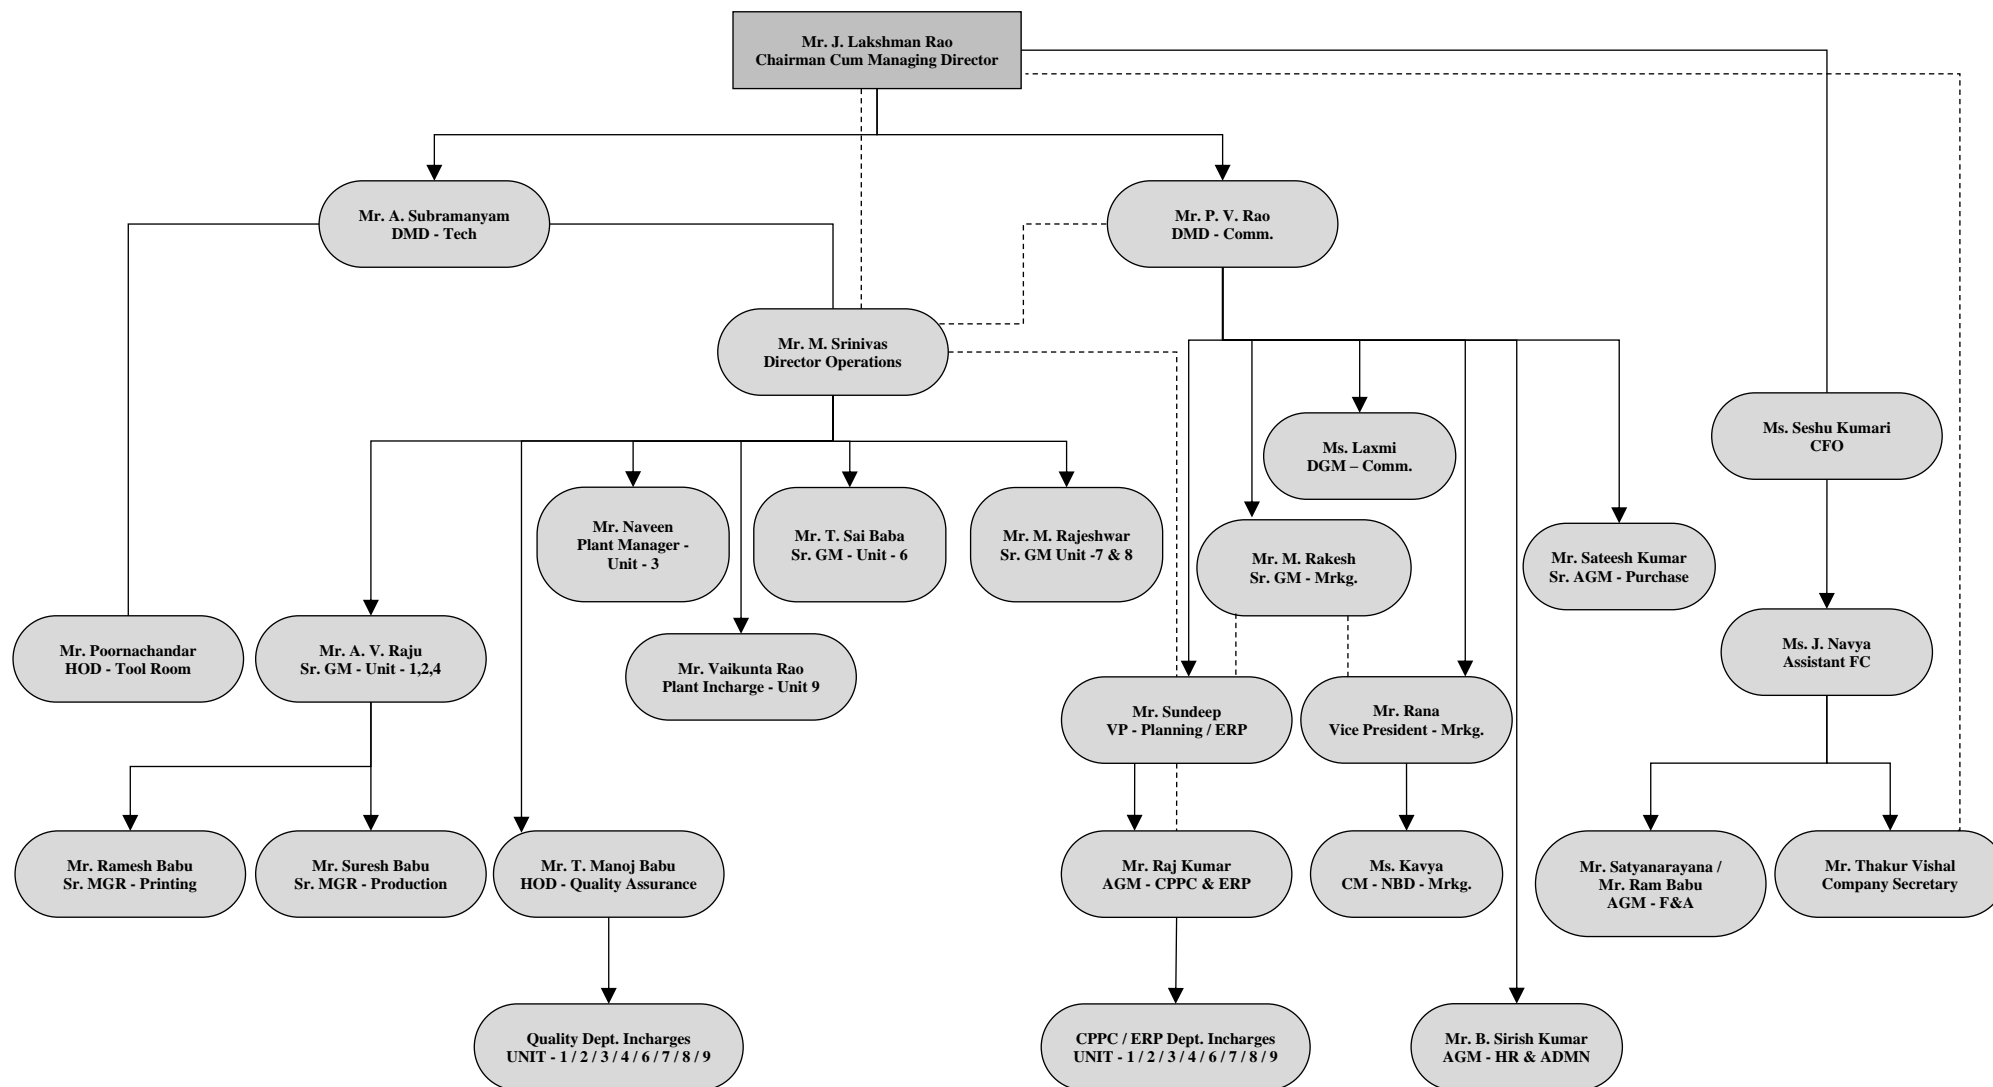 Mr. J. Lakshman Rao
Chairman Cum Managing Director
Mr. A. Subramanyam
DMD - Tech
Mr. P. V. Rao
DMD - Comm.
Mr. M. Srinivas
Director Operations
Ms. Laxmi
DGM – Comm.
Ms. Seshu Kumari
CFO
Mr. Naveen
Plant Manager -
Unit - 3
Mr. T. Sai Baba
Sr. GM - Unit - 6
Mr. M. Rajeshwar
Sr. GM Unit -7 & 8
Mr. M. Rakesh
Sr. GM - Mrkg.
Mr. Sateesh Kumar
Sr. AGM - Purchase
Mr. Poornachandar
HOD - Tool Room
Mr. A. V. Raju
Sr. GM - Unit - 1,2,4
Mr. Vaikunta Rao
Plant Incharge - Unit 9
Ms. J. Navya
Assistant FC
Mr. Sundeep
VP - Planning / ERP
Mr. Rana
Vice President - Mrkg.
Mr. Ramesh Babu
Sr. MGR - Printing
Mr. Suresh Babu
Sr. MGR - Production
Mr. T. Manoj Babu
HOD - Quality Assurance
Mr. Raj Kumar
AGM - CPPC & ERP
Ms. Kavya
CM - NBD - Mrkg.
Mr. Satyanarayana /
Mr. Ram Babu
AGM - F&A
Mr. Thakur Vishal
Company Secretary
Quality Dept. Incharges
UNIT - 1 / 2 / 3 / 4 / 6 / 7 / 8 / 9
CPPC / ERP Dept. Incharges
UNIT - 1 / 2 / 3 / 4 / 6 / 7 / 8 / 9
Mr. B. Sirish Kumar
AGM - HR & ADMN